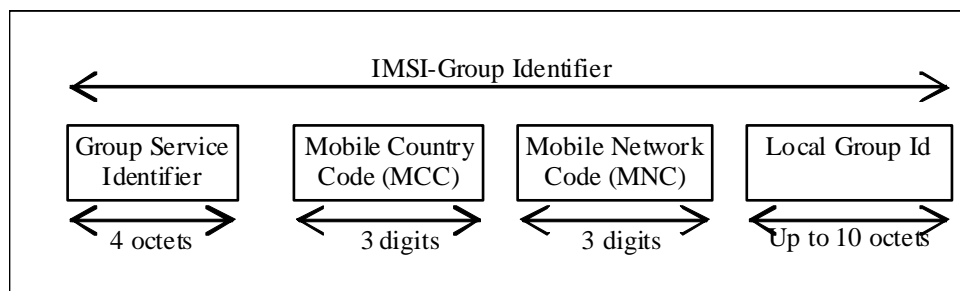 IMSI-Group Identifier
Group Service
Identifier
Mobile Country
Code (MCC)
Mobile Network
Code (MNC)
Local Group Id
4 octets
3 digits
3 digits
Up to 10 octets